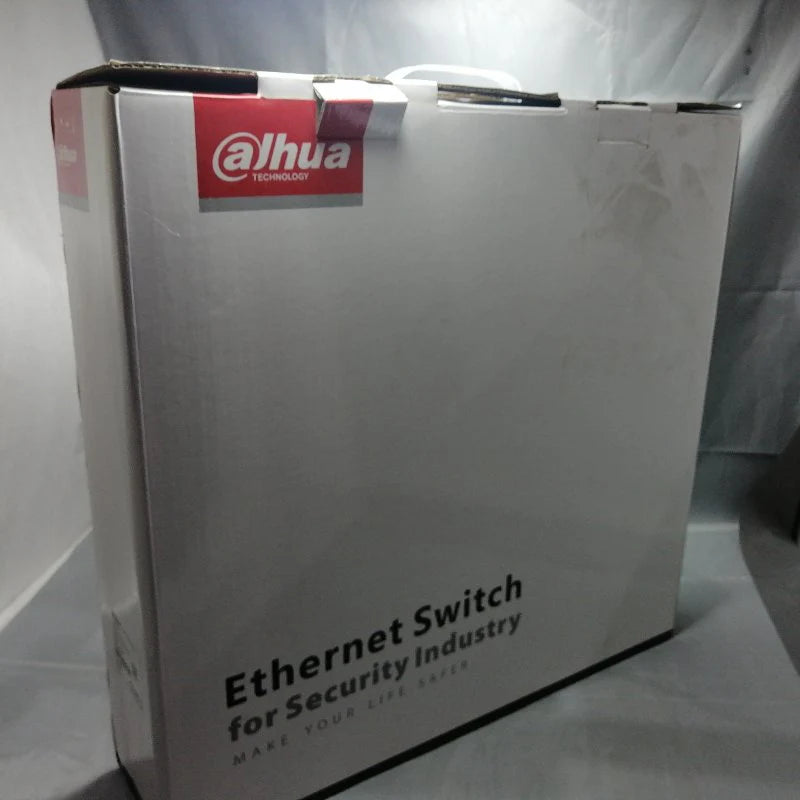 alhua
TECHNOLOGY
Ethernet Switch
for Security Industry
MAKE YOUR LIFE SAFER